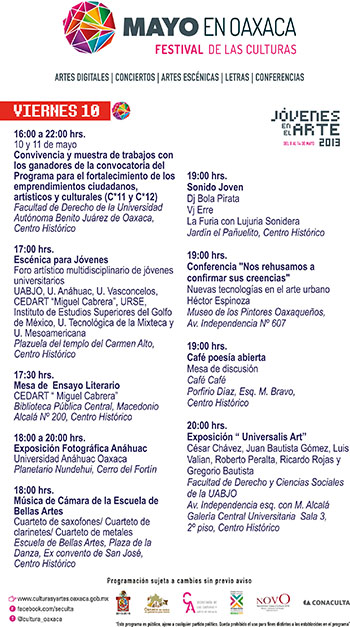 MAYO EN OAXACA
FESTIVAL DE LAS CULTURAS
ARTES DIGITALES | CONCIERTOS | ARTES ESCÉNICAS | LETRAS | CONFERENCIAS
VIERNES 10
JÓVENES
EN EL ARTE
2013
16:00 a 22:00 hrs.
10 y 11 de mayo
Convivencia y muestra de trabajos con
los ganadores de la convocatoria del
Programa para el fortalecimiento de los
emprendimientos ciudadanos,
artísticos y culturales (C*11 y C*12)
Facultad de Derecho de la Universidad
Autónoma Benito Juárez de Oaxaca,
Centro Histórico
17:00 hrs.
Escénica para Jóvenes
Foro artístico multidisciplinario de jóvenes
universitarios
UABJO, U. Anáhuac, U. Vasconcelos,
CEDART “Miguel Cabrera”, URSE,
Instituto de Estudios Superiores del Golfo
de México, U. Tecnológica de la Mixteca y
U. Mesoamericana
Plazuela del templo del Carmen Alto,
Centro Histórico
17:30 hrs.
Mesa de Ensayo Literario
CEDART “ Miguel Cabrera”
Biblioteca Pública Central, Macedonio
Alcalá Nº 200, Centro Histórico
18:00 a 20:00 hrs.
Exposición Fotográfica Anáhuac
Universidad Anáhuac Oaxaca
Planetario Nundehui, Cerro del Fortín
18:00 hrs.
Música de Cámara de la Escuela de
Bellas Artes
Cuarteto de saxofones/ Cuarteto de
clarinetes/ Cuarteto de metales
Escuela de Bellas Artes, Plaza de la
Danza, Ex convento de San José,
Centro Histórico
19:00 hrs.
Sonido Joven
Dj Bola Pirata
Vj Erre
La Furia con Lujuria Sonidera
Jardín el Pañuelito, Centro Histórico
19:00 hrs.
Conferencia "Nos rehusamos a
confirmar sus creencias"
Nuevas tecnologías en el arte urbano
Héctor Espinoza
Museo de los Pintores Oaxaqueños,
Av. Independencia Nº 607
19:00 hrs.
Café poesía abierta
Mesa de discusión
Café Café
Porfirio Díaz, Esq. M. Bravo,
Centro Histórico
20:00 hrs.
Exposición “ Universalis Art”
César Chávez, Juan Bautista Gómez, Luis
Valian, Roberto Peralta, Ricardo Rojas y
Gregorio Bautista
Facultad de Derecho y Ciencias Sociales
de la UABJO
Av. Independencia esq. con M. Alcalá
Galería Central Universitaria Sala 3,
2º piso, Centro Histórico
Programación sujeta a cambios sin previo aviso
www.culturasyartes.oaxaca.gob.mx
facebook.com/seculta
@cultura_oaxaca
NOVO
CONACULTA
"Este programa es público, ajeno a cualquier partido político. Queda prohibido el uso para fines distintos a los establecidos en el programa"